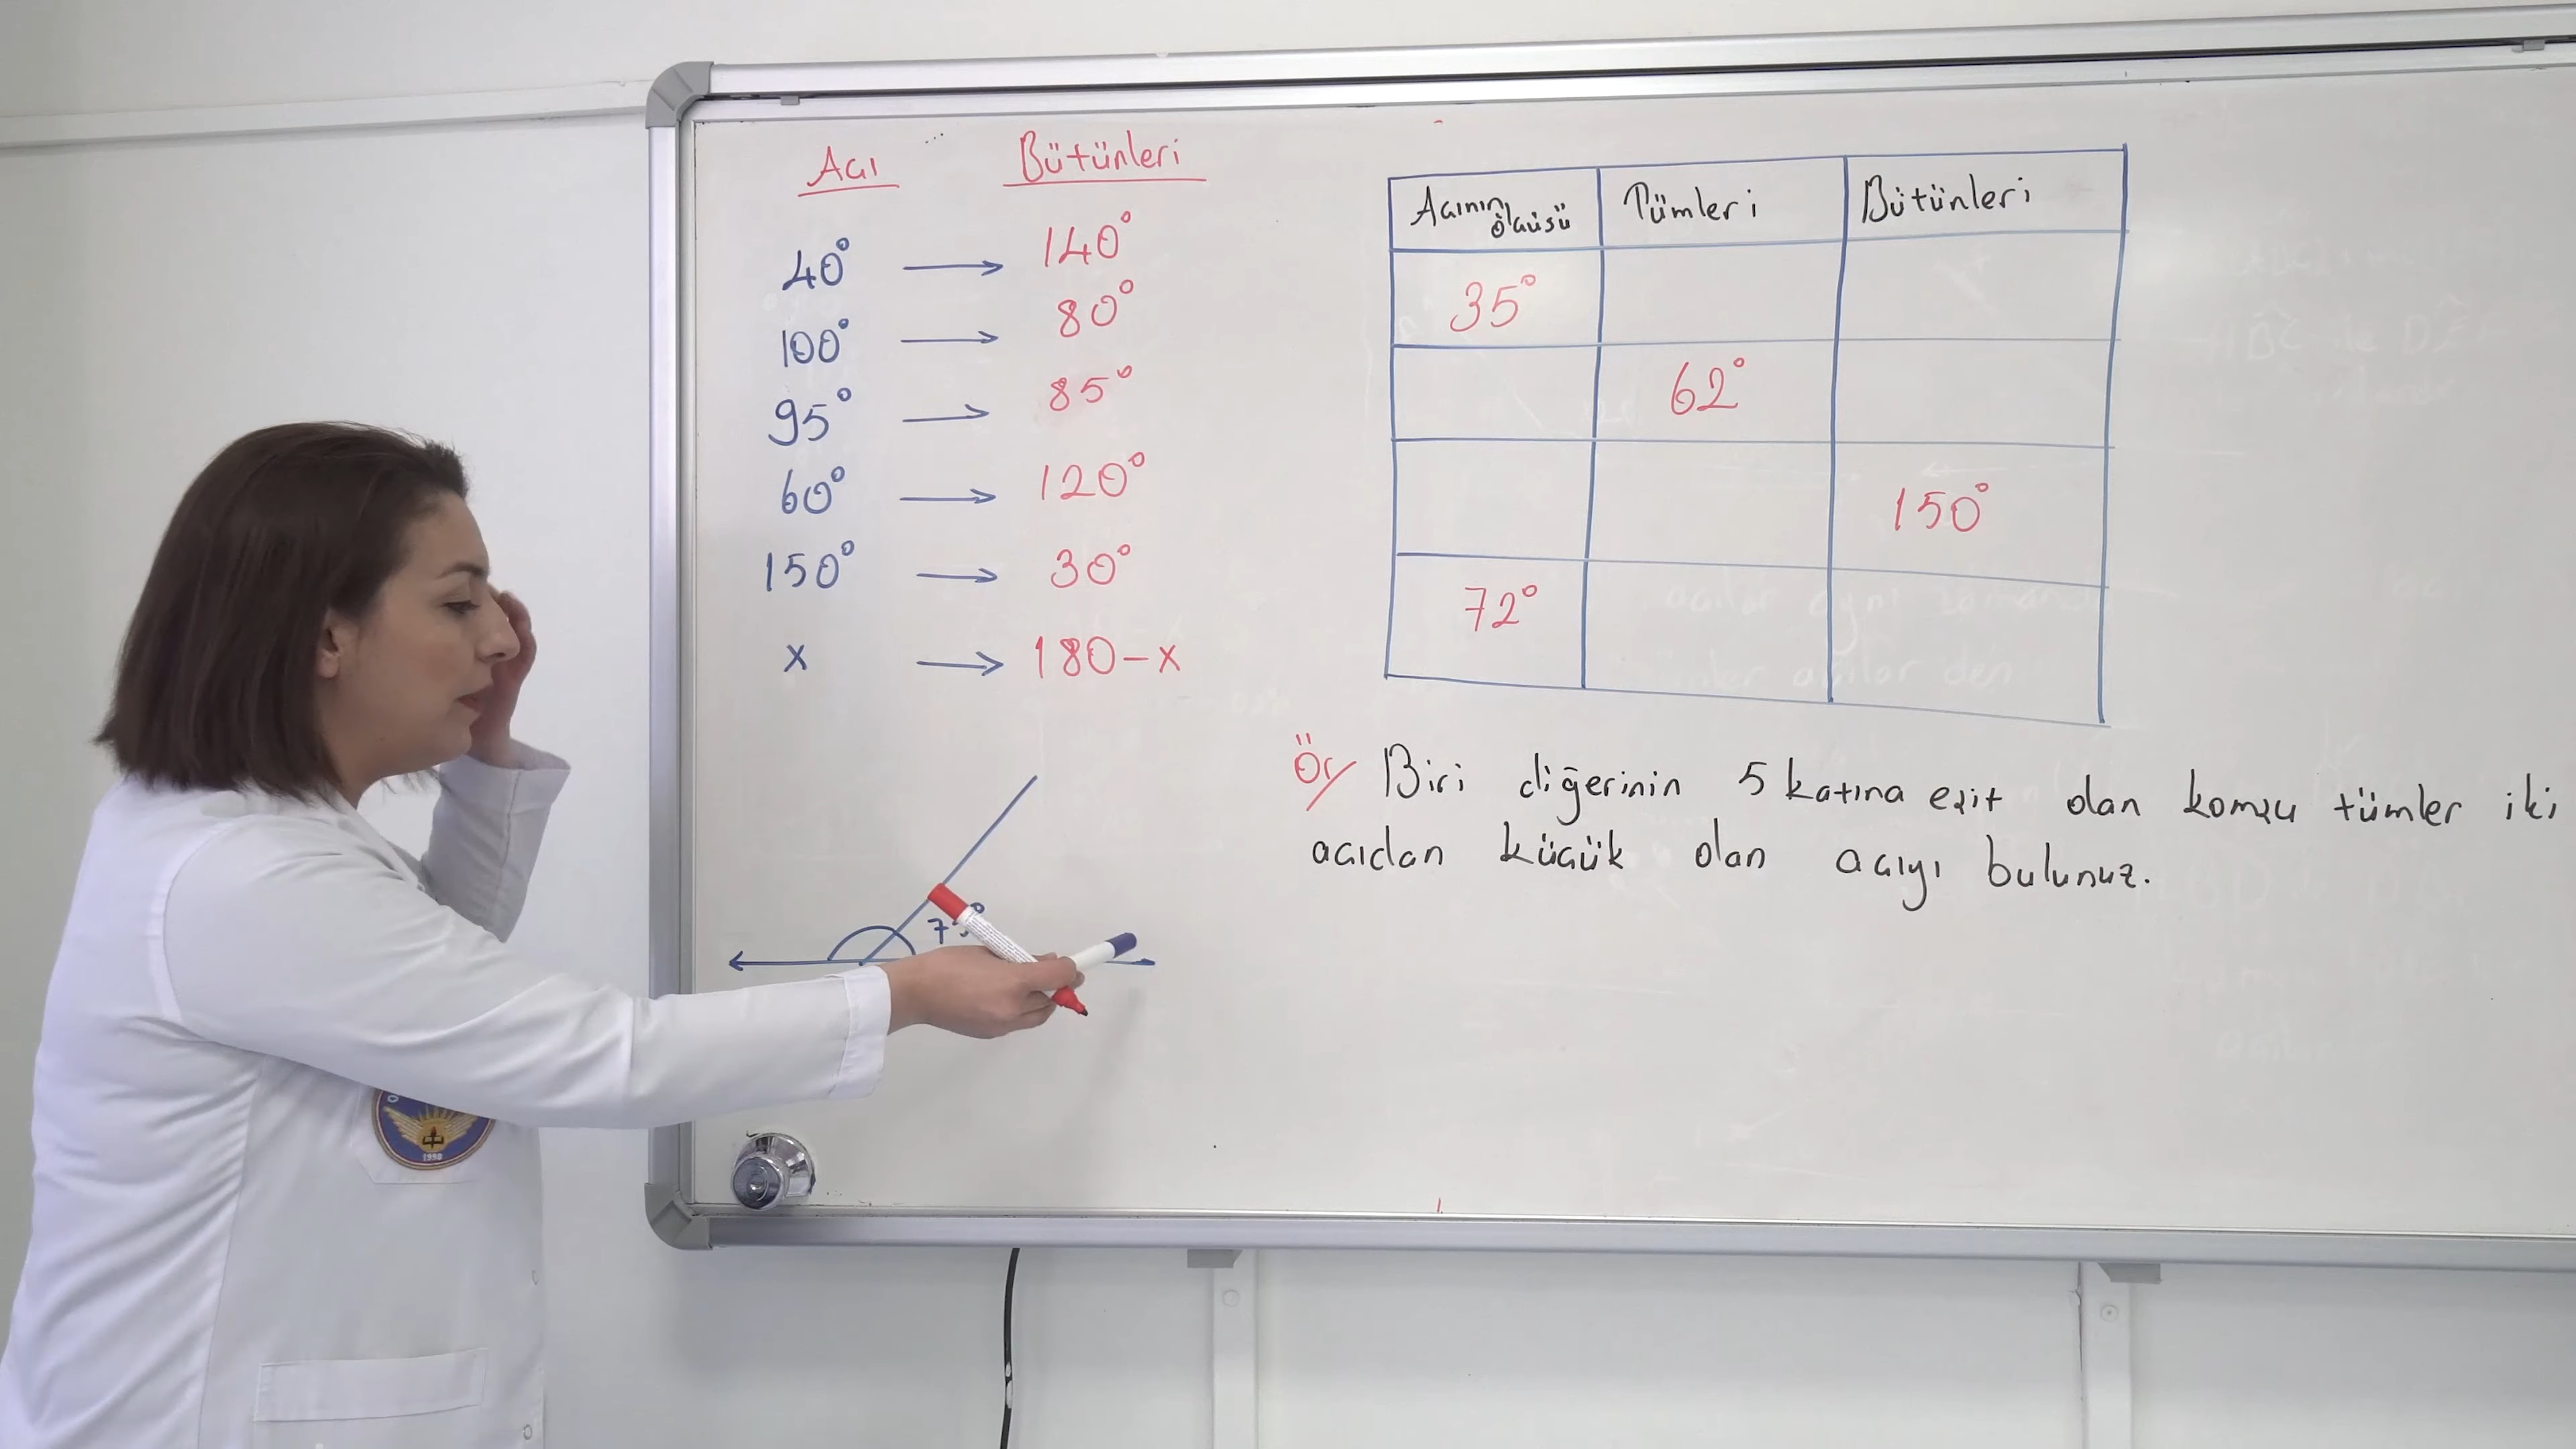 Açı Bütünleri
40° → 140°
100° → 80°
95° → 85°
60° → 120°
150° → 30°
x → 180-x
Açının ölçüsü Tümleri Bütünleri
35°
62°
150°
72°
Ör/ Biri diğerinin 5 katına eşit olan komşu tümler iki
açıdan küçük olan açıyı bulunuz.
1998